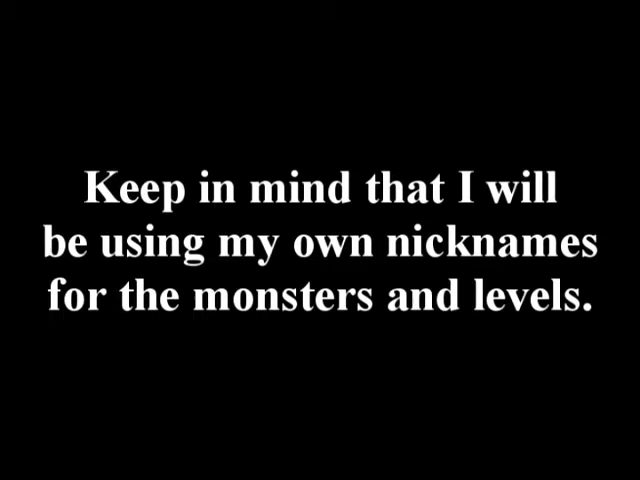 Keep in mind that I will
be using my own nicknames
for the monsters and levels.